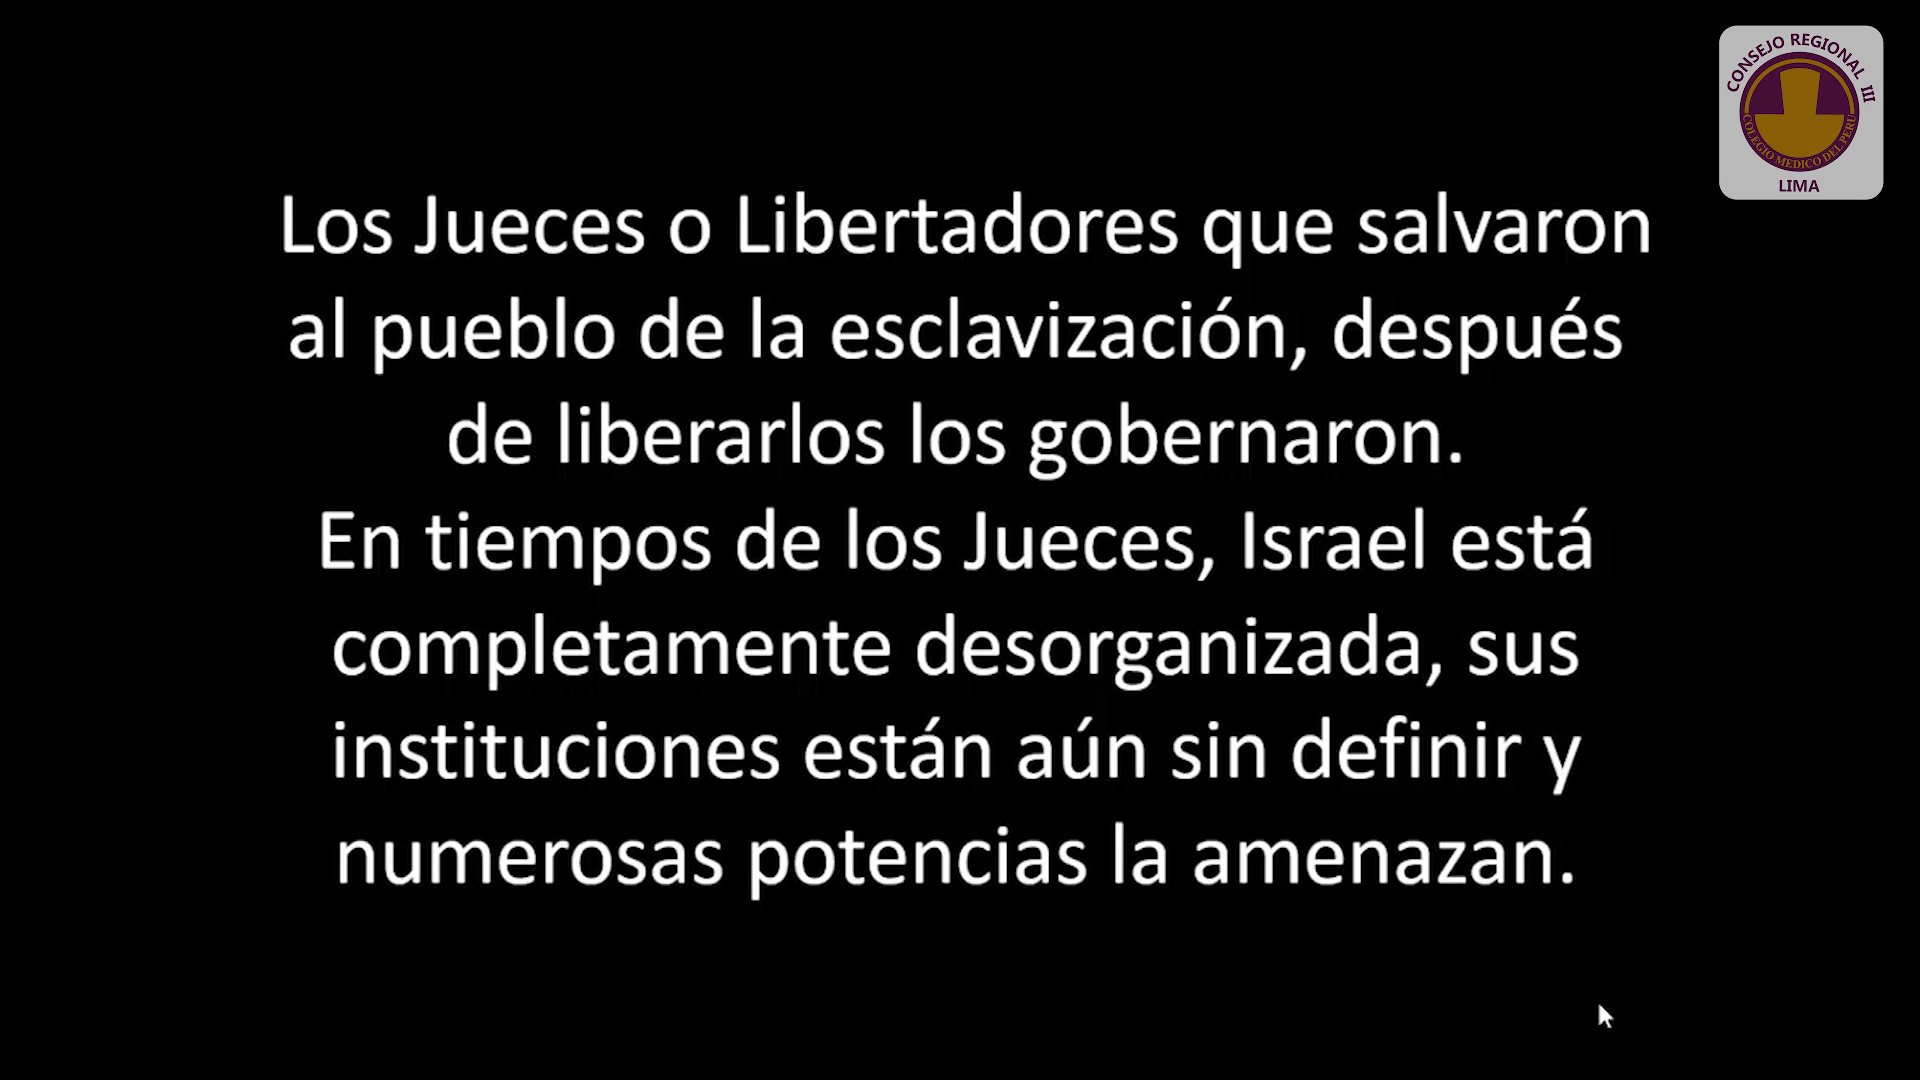 CONSEJO REGIONAL III
COLEGIO MEDICO DEL PERU
LIMA
Los Jueces o Libertadores que salvaron
al pueblo de la esclavización, después
de liberarlos los gobernaron.
En tiempos de los Jueces, Israel está
completamente desorganizada, sus
instituciones están aún sin definir y
numerosas potencias la amenazan.